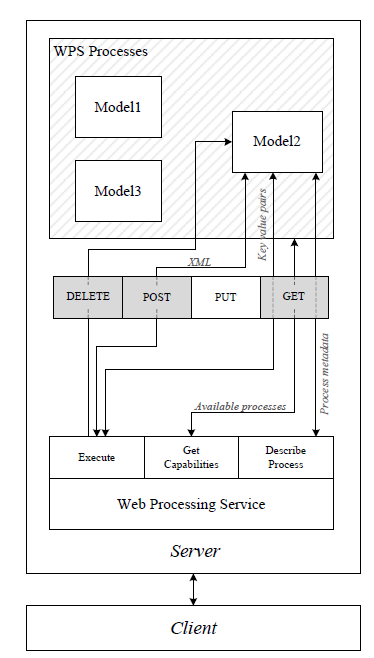 WPS Processes
Model1
Model2
Model3
Key value pairs
XML
DELETE
POST
PUT
GET
Process metadata
Available processes
Execute
Get
Capabilities
Describe
Process
Web Processing Service
Server
Client